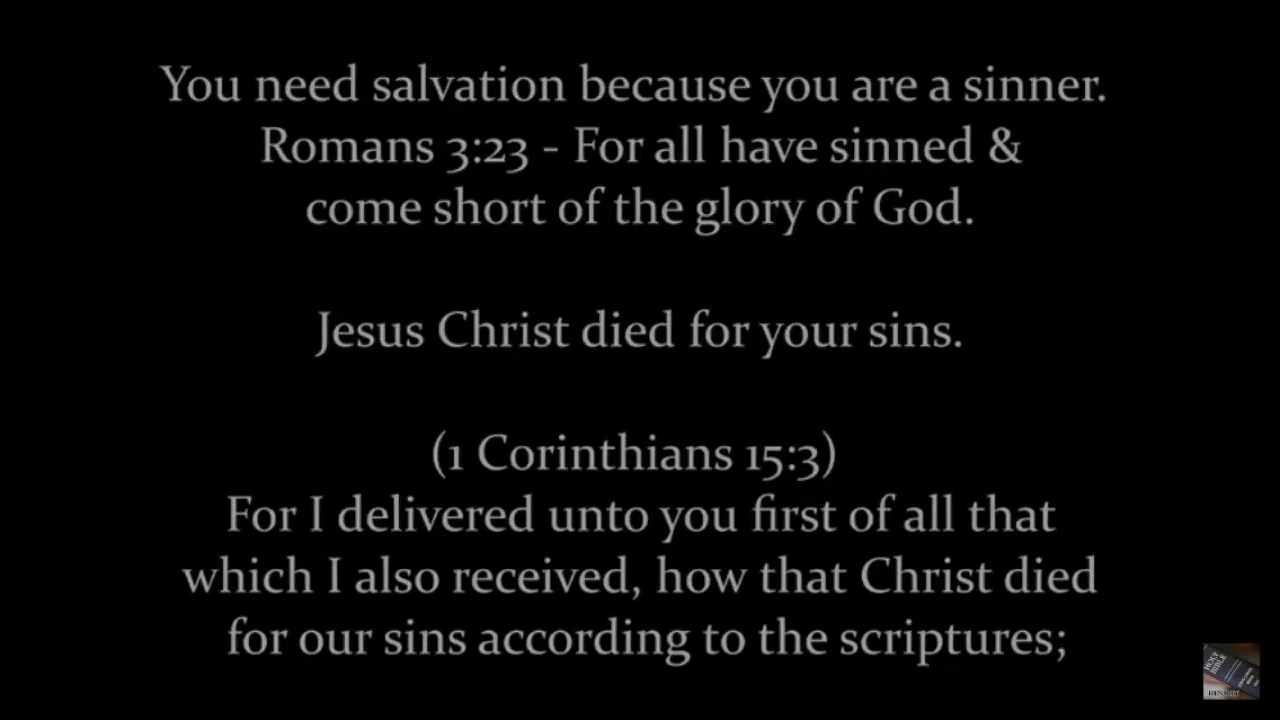 You need salvation because you are a sinner.
Romans 3:23 - For all have sinned &
come short of the glory of God.
Jesus Christ died for your sins.
(1 Corinthians 15:3)
For I delivered unto you first of all that
which I also received, how that Christ died
for our sins according to the scriptures;
HOLY
BIBLE